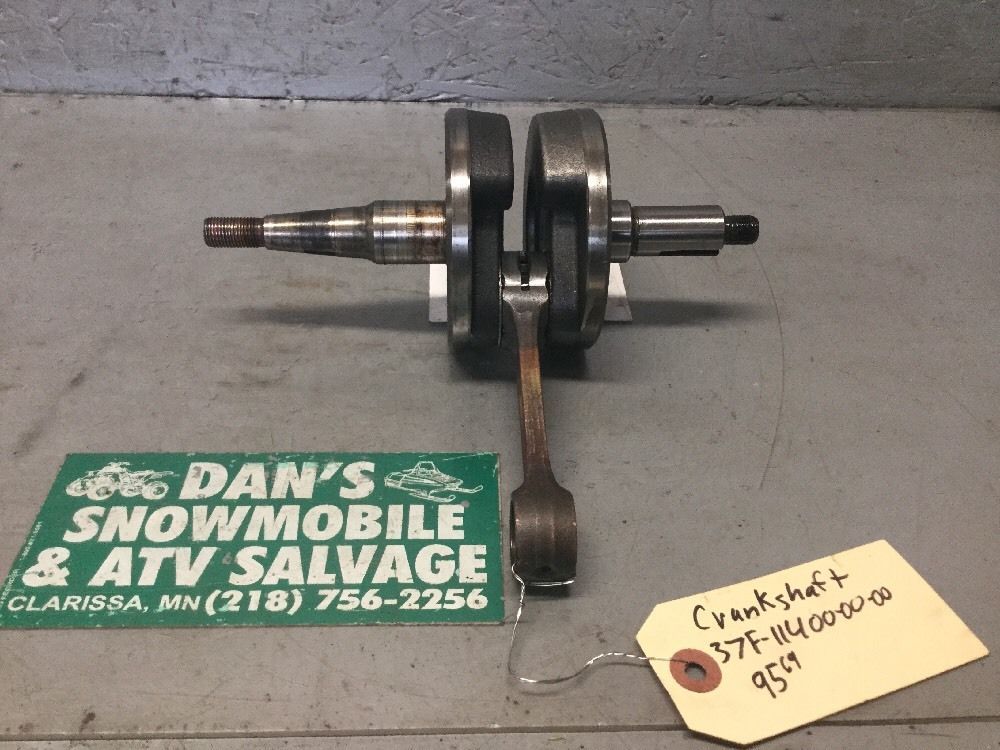 DAN'S
SNOWMOBILE
& ATV SALVAGE
CLARISSA, MN (218) 756-2256
Crankshaft
37F-11400-00-00
95⁶⁹